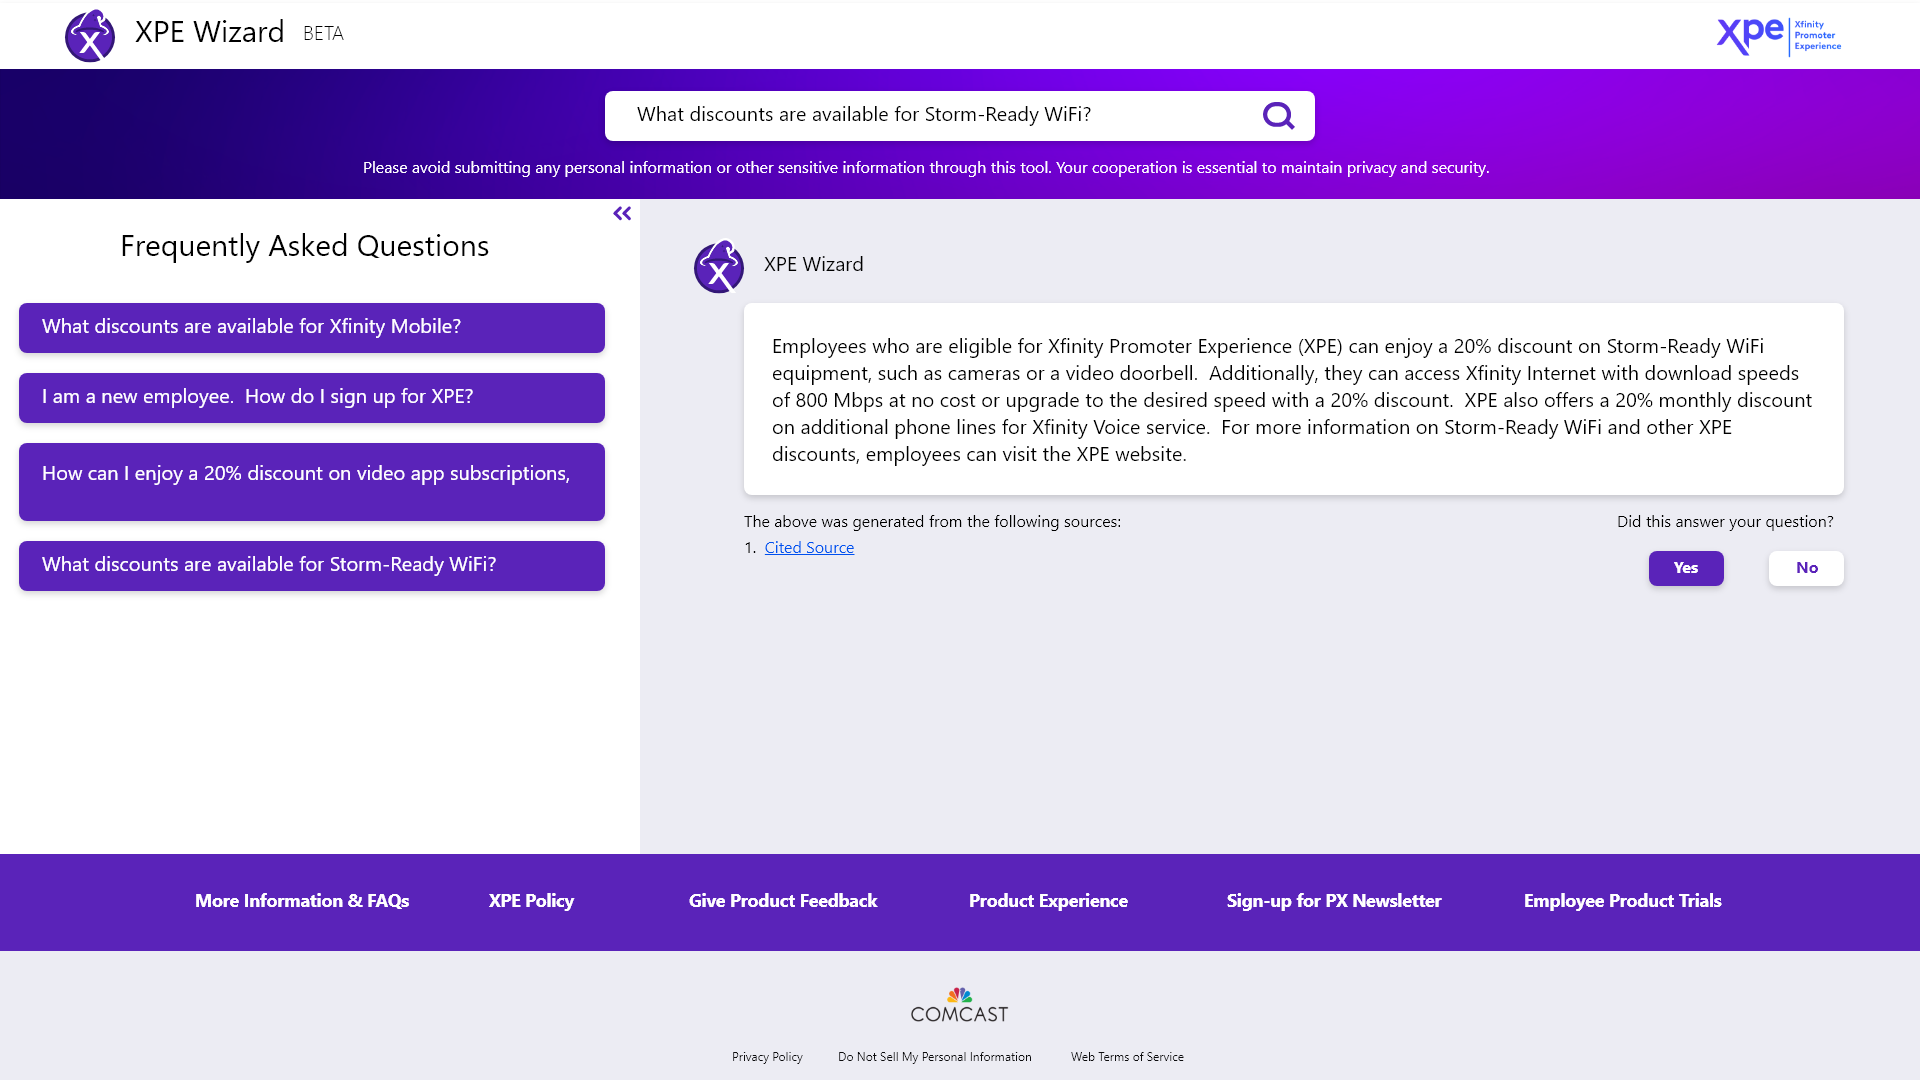 XPE Wizard BETA
xpe Xfinity Promoter Experience
What discounts are available for Storm-Ready WiFi?
Please avoid submitting any personal information or other sensitive information through this tool. Your cooperation is essential to maintain privacy and security.
Frequently Asked Questions
What discounts are available for Xfinity Mobile?
I am a new employee.  How do I sign up for XPE?
How can I enjoy a 20% discount on video app subscriptions,
What discounts are available for Storm-Ready WiFi?
XPE Wizard
Employees who are eligible for Xfinity Promoter Experience (XPE) can enjoy a 20% discount on Storm-Ready WiFi
equipment, such as cameras or a video doorbell.  Additionally, they can access Xfinity Internet with download speeds
of 800 Mbps at no cost or upgrade to the desired speed with a 20% discount.  XPE also offers a 20% monthly discount
on additional phone lines for Xfinity Voice service.  For more information on Storm-Ready WiFi and other XPE
discounts, employees can visit the XPE website.
The above was generated from the following sources:
1. Cited Source
Did this answer your question?
Yes No
More Information & FAQs XPE Policy Give Product Feedback Product Experience Sign-up for PX Newsletter Employee Product Trials
COMCAST
Privacy Policy Do Not Sell My Personal Information Web Terms of Service